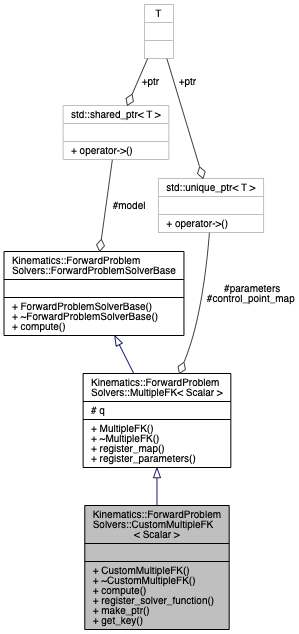 T
+ptr
+ptr
std::shared_ptr< T >
+ operator->()
std::unique_ptr< T >
+ operator->()
#model
Kinematics::ForwardProblem
Solvers::ForwardProblemSolverBase
+ ForwardProblemSolverBase()
+ ~ForwardProblemSolverBase()
+ compute()
#parameters
#control_point_map
Kinematics::ForwardProblem
Solvers::MultipleFK< Scalar >
# q
+ MultipleFK()
+ ~MultipleFK()
+ register_map()
+ register_parameters()
Kinematics::ForwardProblem
Solvers::CustomMultipleFK
< Scalar >
+ CustomMultipleFK()
+ ~CustomMultipleFK()
+ compute()
+ register_solver_function()
+ make_ptr()
+ get_key()